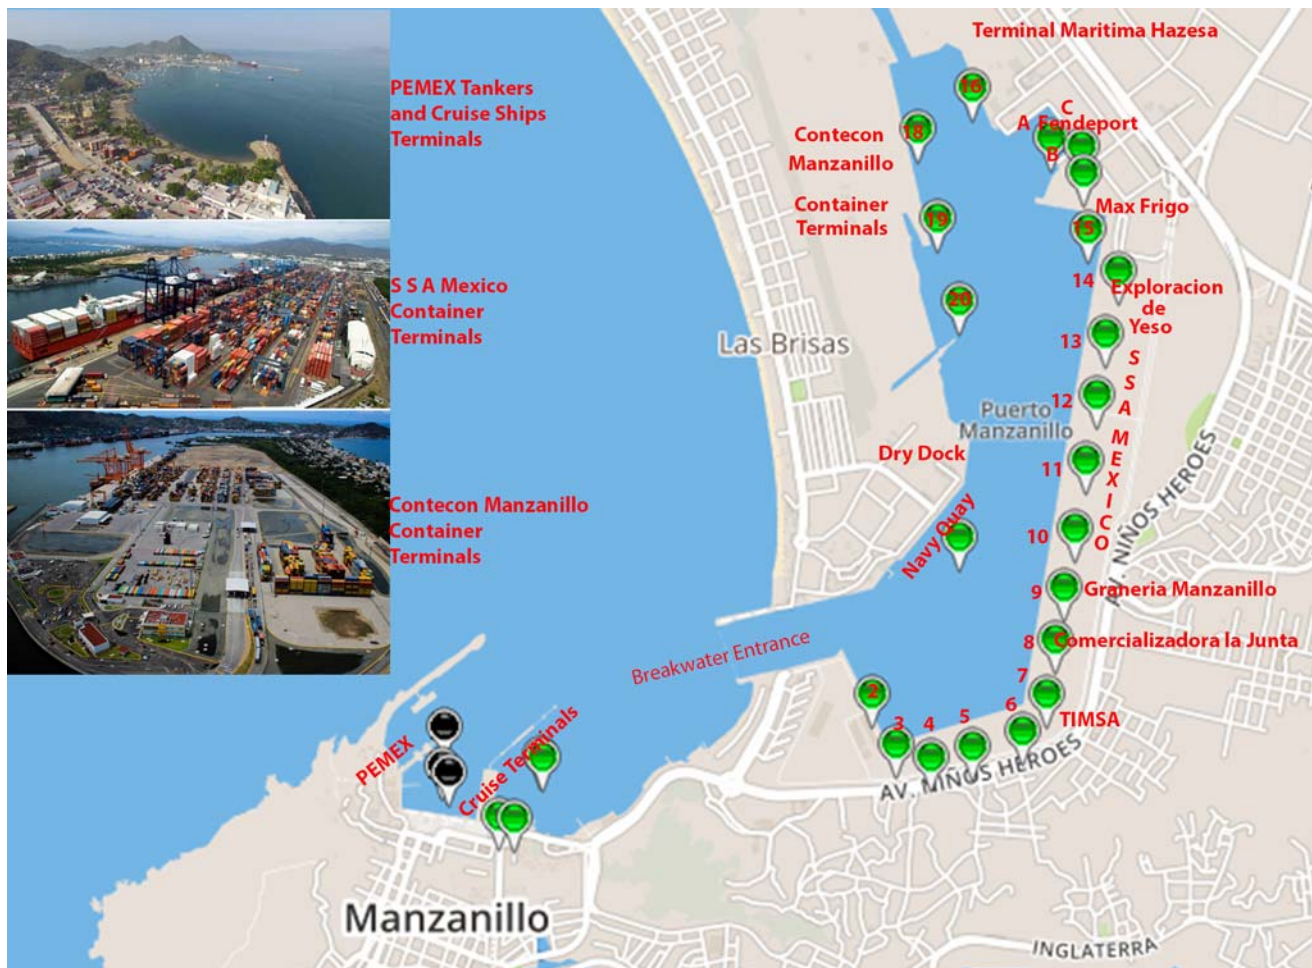 Terminal Maritima Hazesa
PEMEX Tankers
and Cruise Ships
Terminals
16
C
A Fendeport
B
18
Contecon
Manzanillo
Max Frigo
Container
Terminals
19
15
14
Exploracion
de
Yeso
S S A Mexico
Container
Terminals
20
13
Las Brisas
S S A MEXICO
12
Puerto
Manzanillo
Dry Dock
11
AV. NIÑOS HEROES
Contecon Manzanillo
Container
Terminals
10
Navy Quay
9
Graneria Manzanillo
8
Comercializadora la Junta
Breakwater Entrance
7
2
6
TIMSA
3
4
5
PEMEX
Cruise Terminals
AV. NIÑOS HEROES
Manzanillo
INGLATERRA